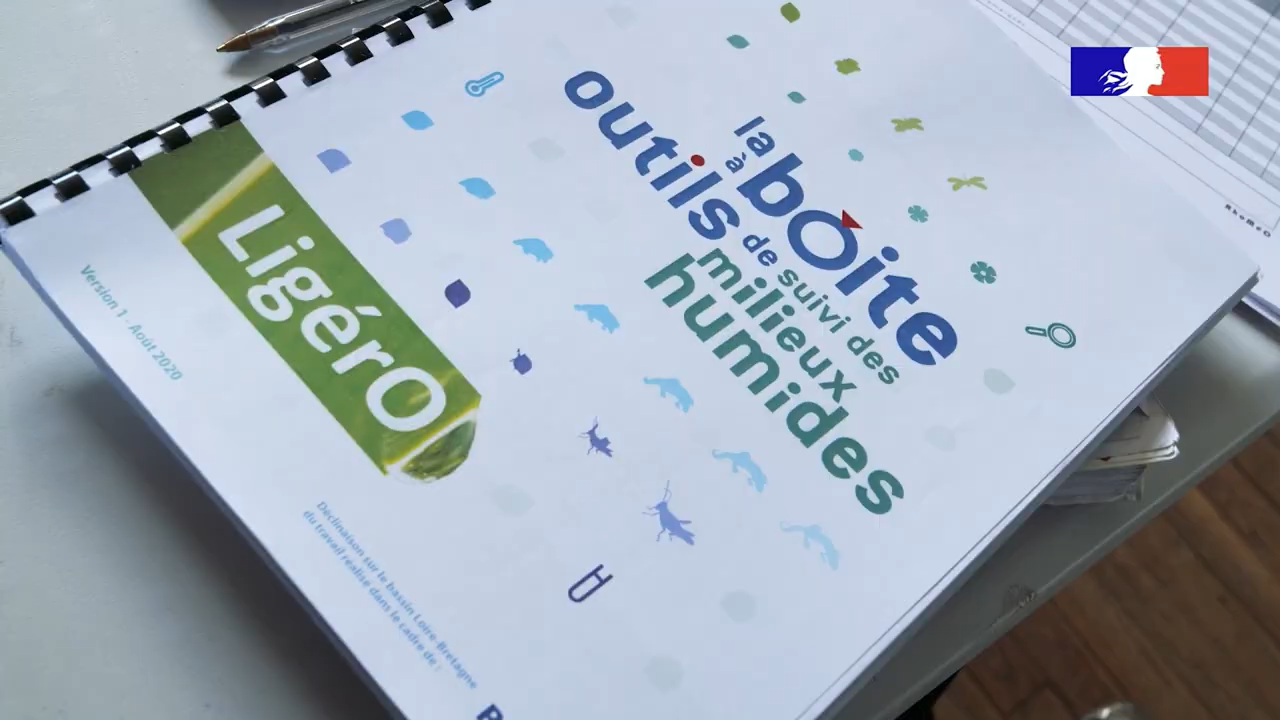 la
à boîte
outils
de suivi des
milieux
humides
LigérO
Version 1 - Août 2020
Déclinaison sur le bassin Loire-Bretagne
du travail réalisé dans le cadre de :
RhoMeO